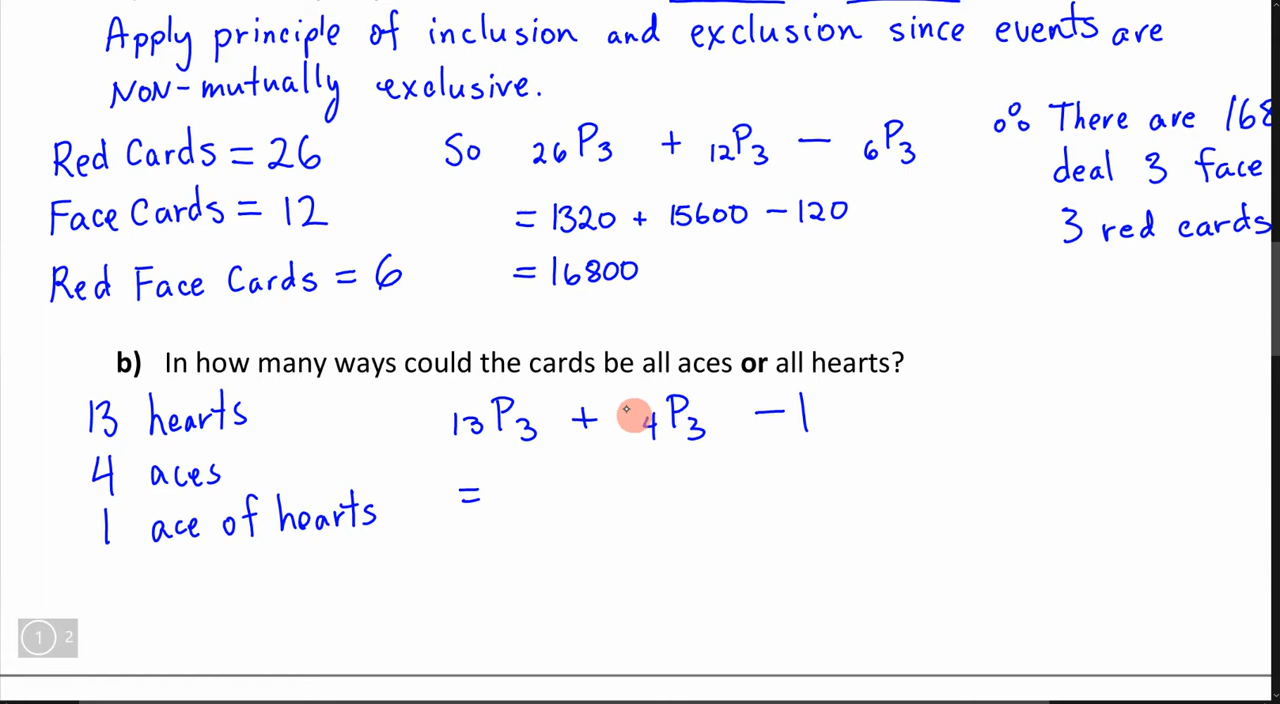 Apply principle of inclusion and exclusion since events are
NON-mutually exclusive.
Red Cards = 26
Face Cards = 12
Red Face Cards = 6
So 26P3 + 12P3 - 6P3
= 1320 + 15600 - 120
= 16800
∴ There are 168
deal 3 face
3 red cards
b) In how many ways could the cards be all aces or all hearts?
13 hearts
4 aces
1 ace of hearts
13P3 + 4P3 - 1
=
1 2